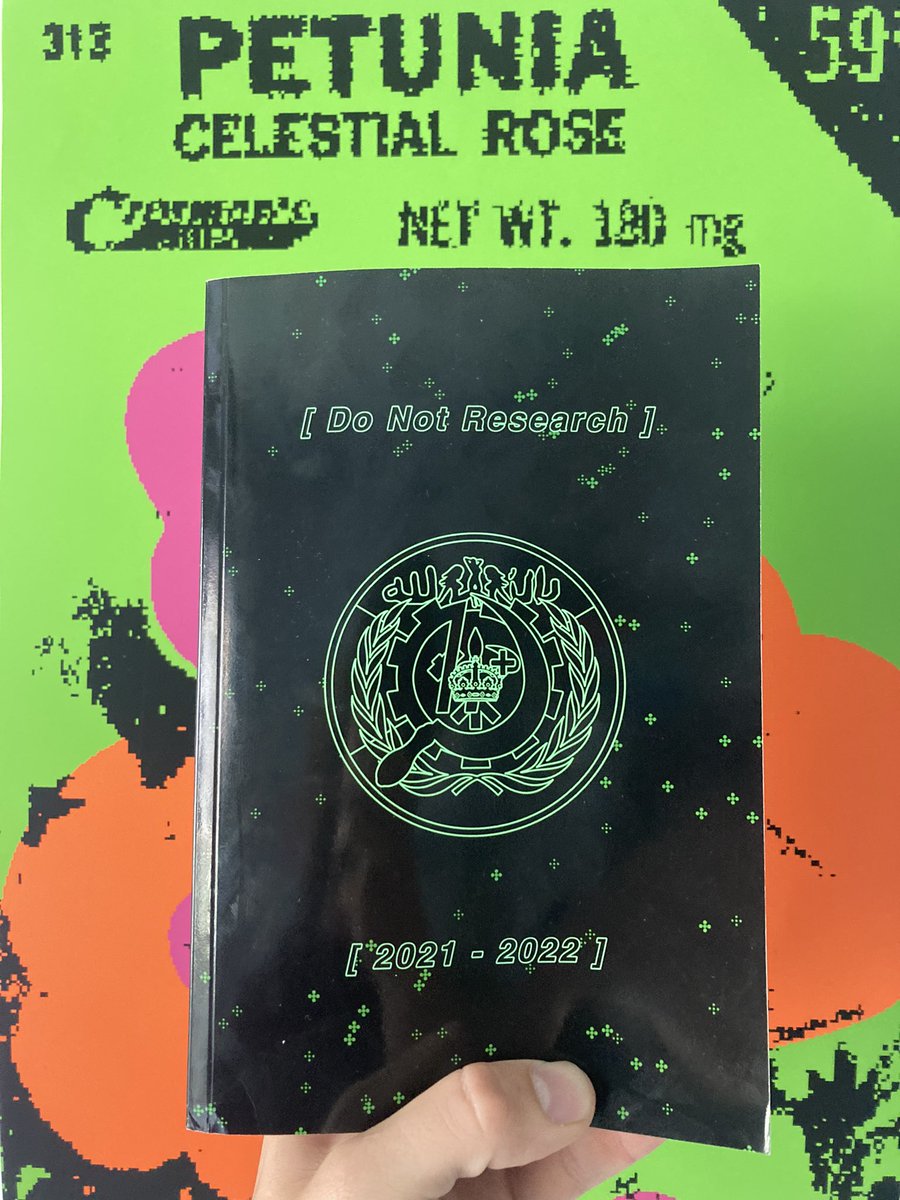 313
PETUNIA
59¢
CELESTIAL ROSE
NET WT. 180 mg
[ Do Not Research ]
[ 2021 - 2022 ]